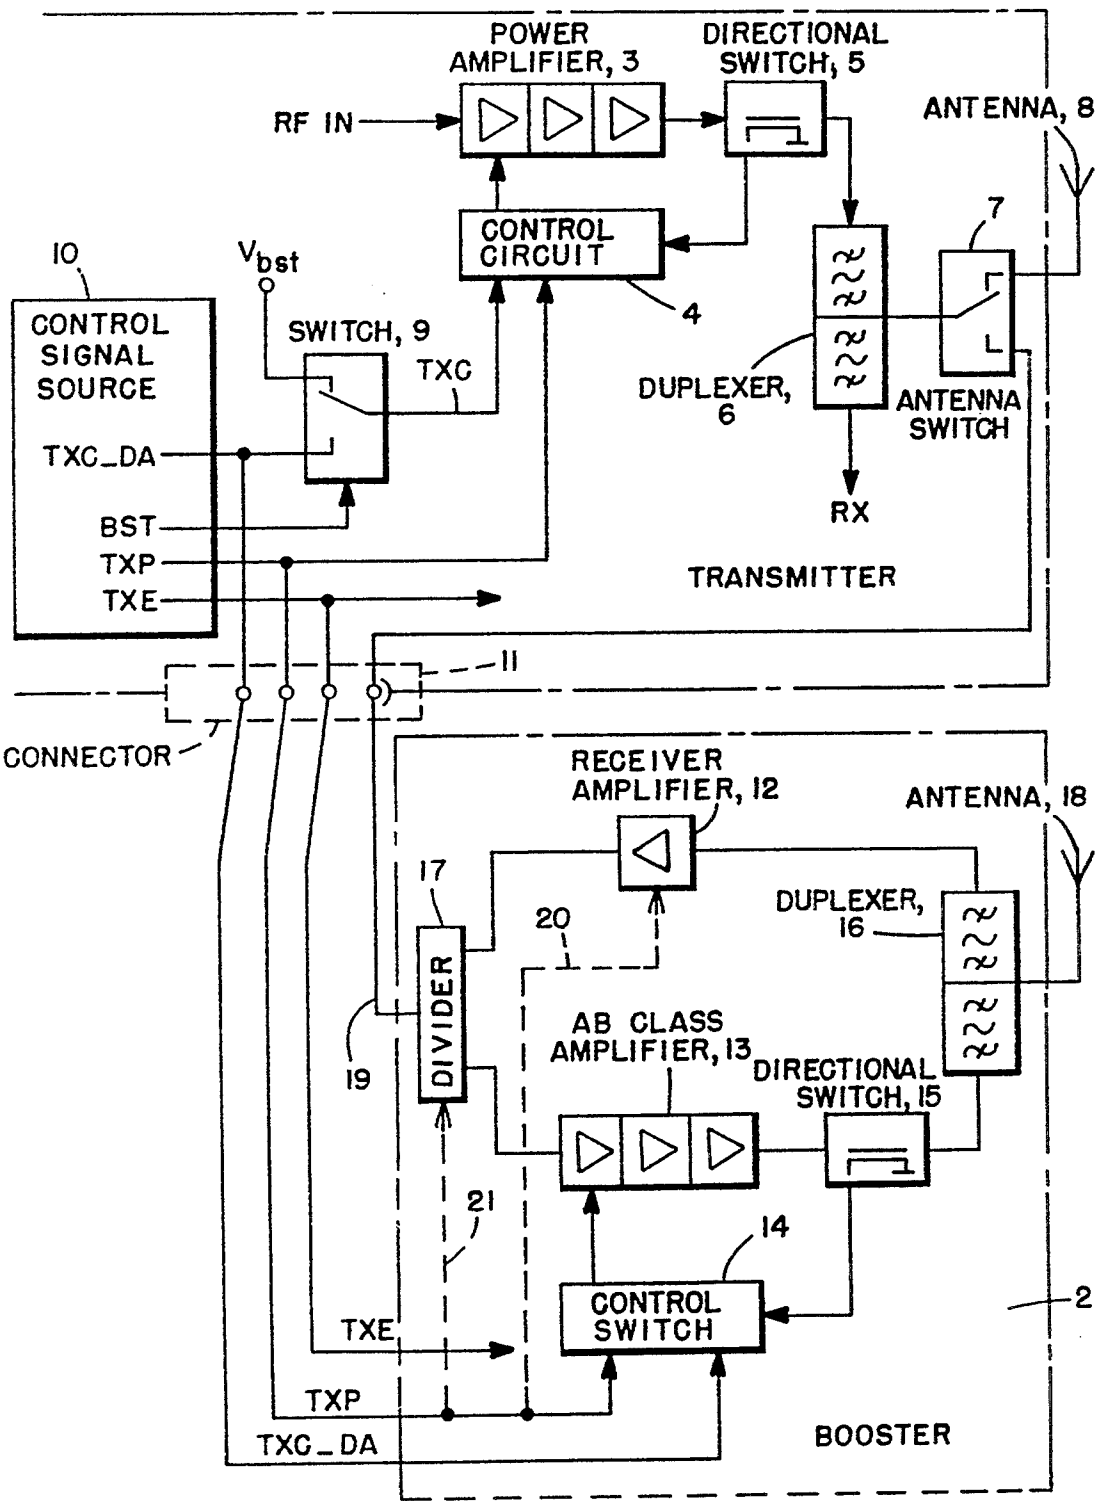 POWER
AMPLIFIER, 3
DIRECTIONAL
SWITCH, 5
ANTENNA, 8
RF IN
7
CONTROL
CIRCUIT
10
Vbst
4
CONTROL
SIGNAL
SOURCE
SWITCH, 9
TXC
DUPLEXER,
6
ANTENNA
SWITCH
TXC_DA
RX
BST
TXP
TXE
TRANSMITTER
11
CONNECTOR
RECEIVER
AMPLIFIER, 12
ANTENNA, 18
17
DUPLEXER,
16
20
DIVIDER
AB CLASS
AMPLIFIER, 13
19
DIRECTIONAL
SWITCH, 15
21
14
CONTROL
SWITCH
2
TXE
TXP
TXC_DA
BOOSTER